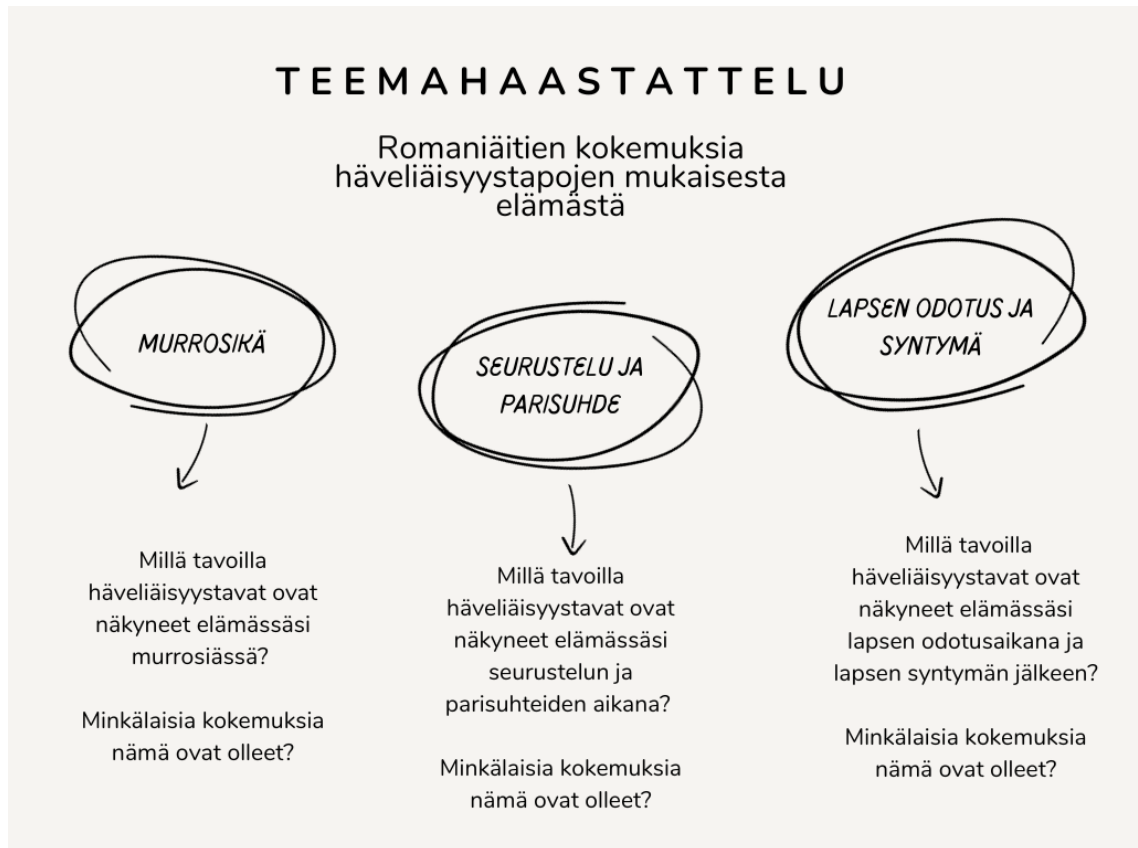 TEEMAHAASTATTELU
Romaniäitien kokemuksia
häveliäisyystapojen mukaisesta
elämästä
MURROSIKÄ
Millä tavoilla
häveliäisyystavat ovat
näkyneet elämässäsi
murrosiässä?
Minkälaisia kokemuksia
nämä ovat olleet?
SEURUSTELU JA
PARISUHDE
Millä tavoilla
häveliäisyystavat ovat
näkyneet elämässäsi
seurustelun ja
parisuhteiden aikana?
Minkälaisia kokemuksia
nämä ovat olleet?
LAPSEN ODOTUS JA
SYNTYMÄ
Millä tavoilla
häveliäisyystavat ovat
näkyneet elämässäsi
lapsen odotusaikana ja
lapsen syntymän jälkeen?
Minkälaisia kokemuksia
nämä ovat olleet?